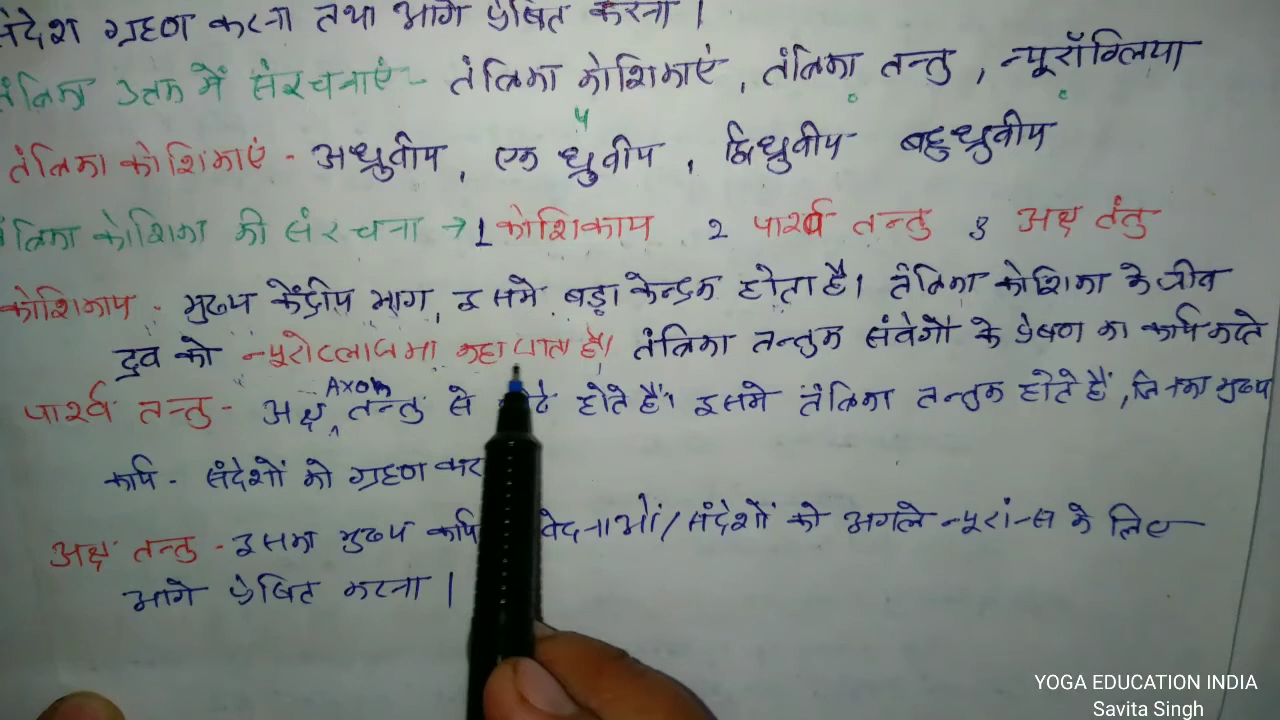 संदेश ग्रहण करना तथा आगे प्रेषित करना।
तंत्रिका उतक में संरचनाएं - तंत्रिका कोशिकाएं, तंत्रिका तन्तु, न्यूरॉग्लिया
4
तंत्रिका कोशिकाएं - अध्रुवीय, एक ध्रुवीय, द्विध्रुवीय बहुध्रुवीय
तंत्रिका कोशिका की संरचना → 1 कोशिकाय 2 पार्श्व तन्तु 3 अक्ष तंतु
कोशिकाय - मुख्य केंद्रीय भाग, इसमे बड़ा केन्द्रक होता है। तंत्रिका कोशिका के जीव
द्रव को न्यूरोप्लाज्मा कहा जाता है। तंत्रिका तन्तुक संवेगों के प्रेषण का कार्य करते
Axon
पार्श्व तन्तु - अक्ष तन्तु से होते हैं। इसमे तंत्रिका तन्तुक होते हैं, जिनका मुख्य
कार्य - संदेशों को ग्रहण कर
अक्ष तन्तु - इसका मुख्य कार्य /संदेशों को अगले न्यूरांन्स के लिए
आगे प्रेषित करना।
YOGA EDUCATION INDIA
Savita Singh